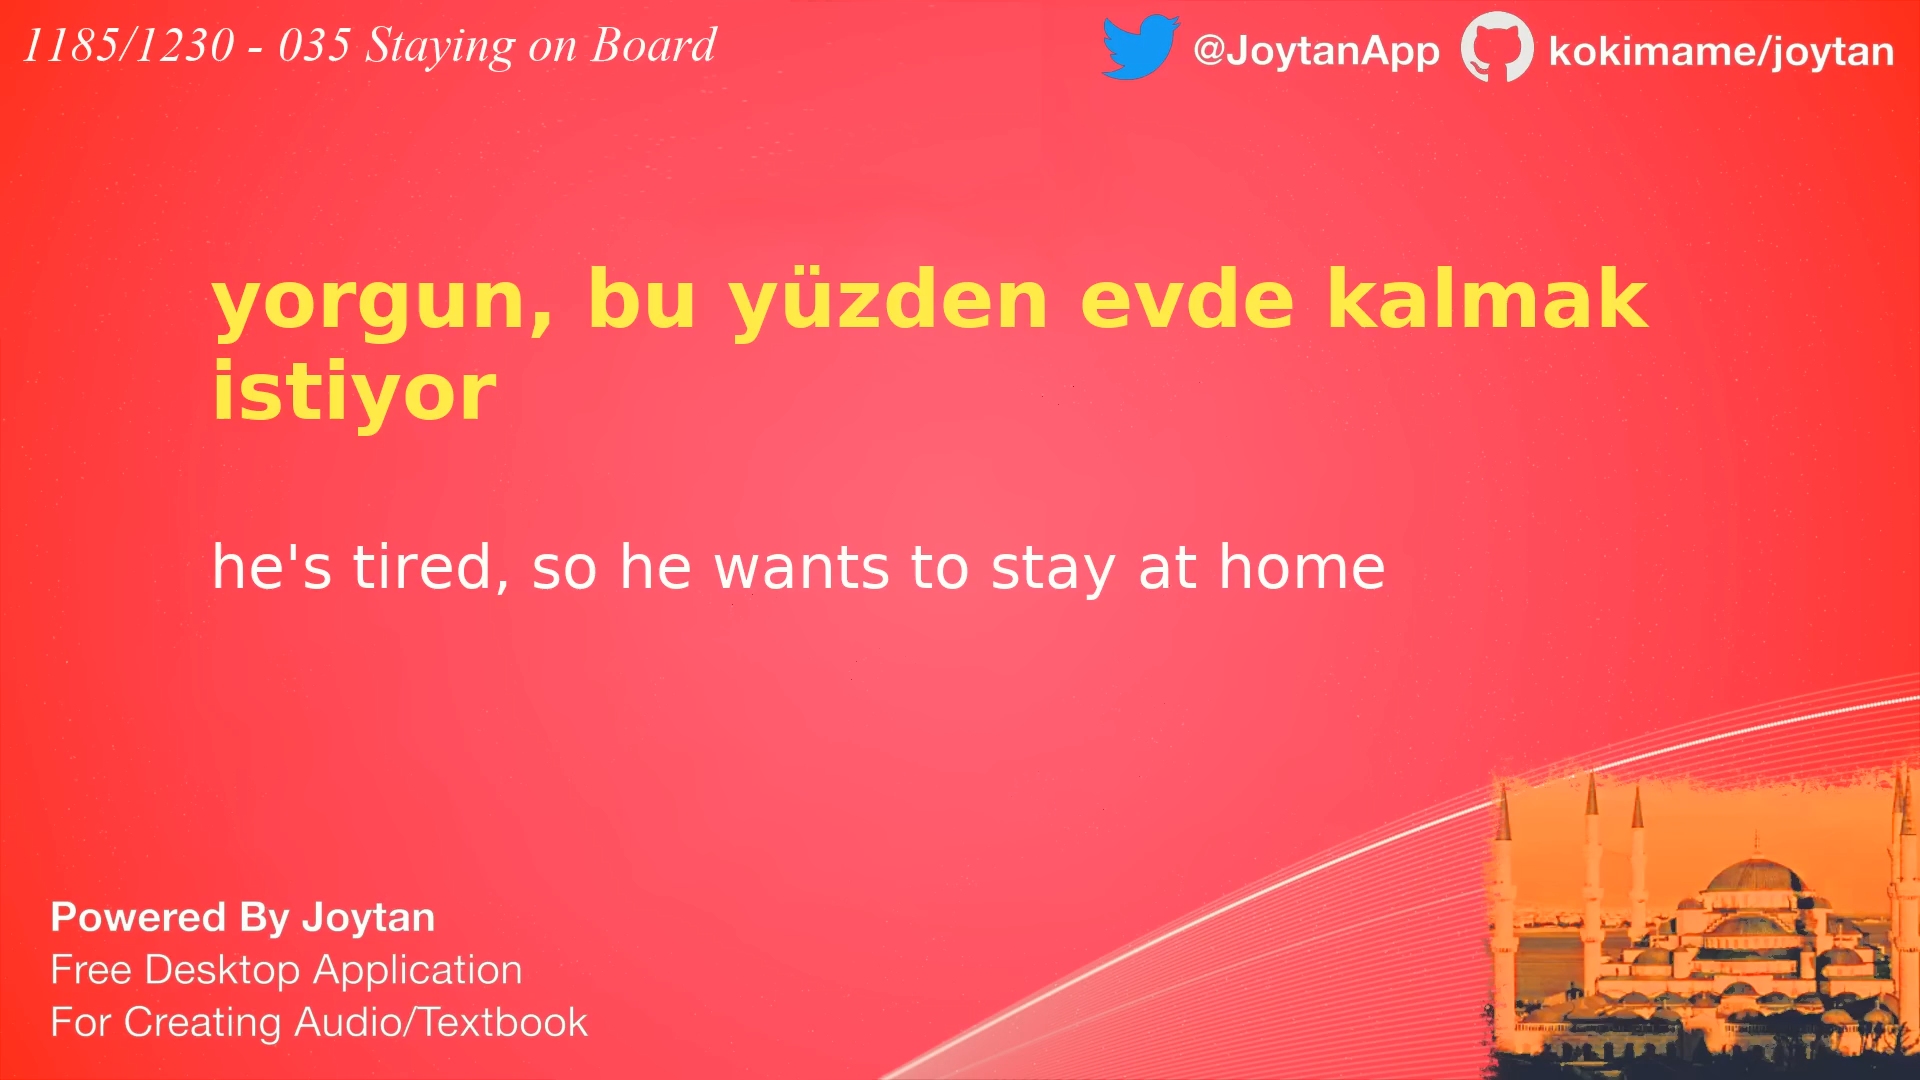 1185/1230 - 035 Staying on Board
@JoytanApp
kokimame/joytan
yorgun, bu yüzden evde kalmak
istiyor
he's tired, so he wants to stay at home
Powered By Joytan
Free Desktop Application
For Creating Audio/Textbook